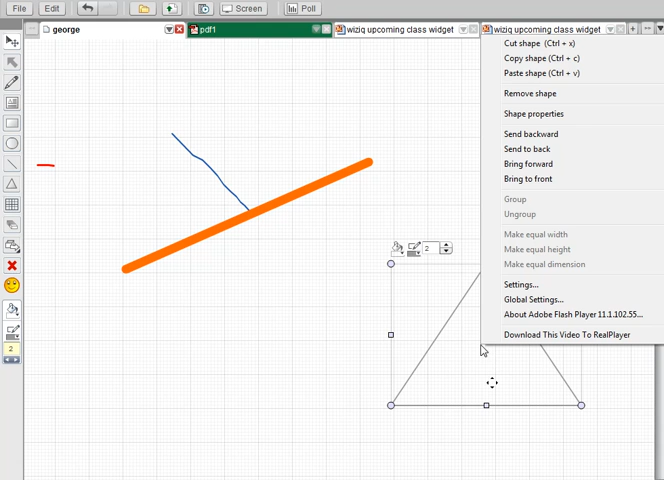 File Edit Screen Poll
george pdf1 wiziq upcoming class widget wiziq upcoming class widget
Cut shape (Ctrl + x)
Copy shape (Ctrl + c)
Paste shape (Ctrl + v)
Remove shape
Shape properties
Send backward
Send to back
Bring forward
Bring to front
Group
Ungroup
Make equal width
Make equal height
Make equal dimension
Settings...
Global Settings...
About Adobe Flash Player 11.1.102.55...
Download This Video To RealPlayer
2
2